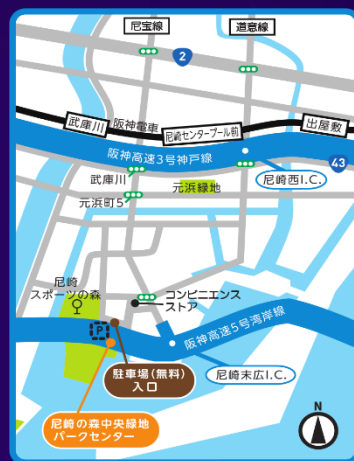 尼宝線
道意線
2
武庫川
阪神電車
尼崎センタープール前
出屋敷
阪神高速3号神戸線
43
武庫川
元浜緑地
尼崎西I.C.
元浜町5
尼崎
スポーツの森
コンビニエンス
ストア
P
阪神高速5号湾岸線
駐車場(無料)
入口
尼崎末広I.C.
尼崎の森中央緑地
パークセンター
N